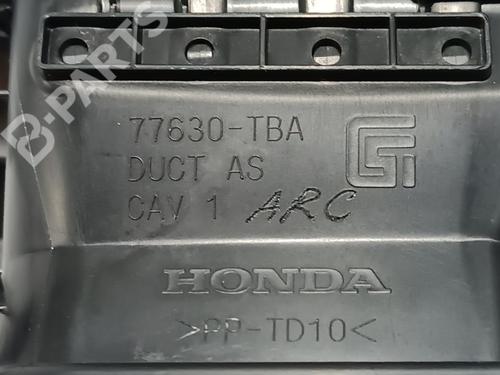 B-PARTS
77630-TBA
DUCT AS
CAV 1 ARC
HONDA
>PP-TD10<